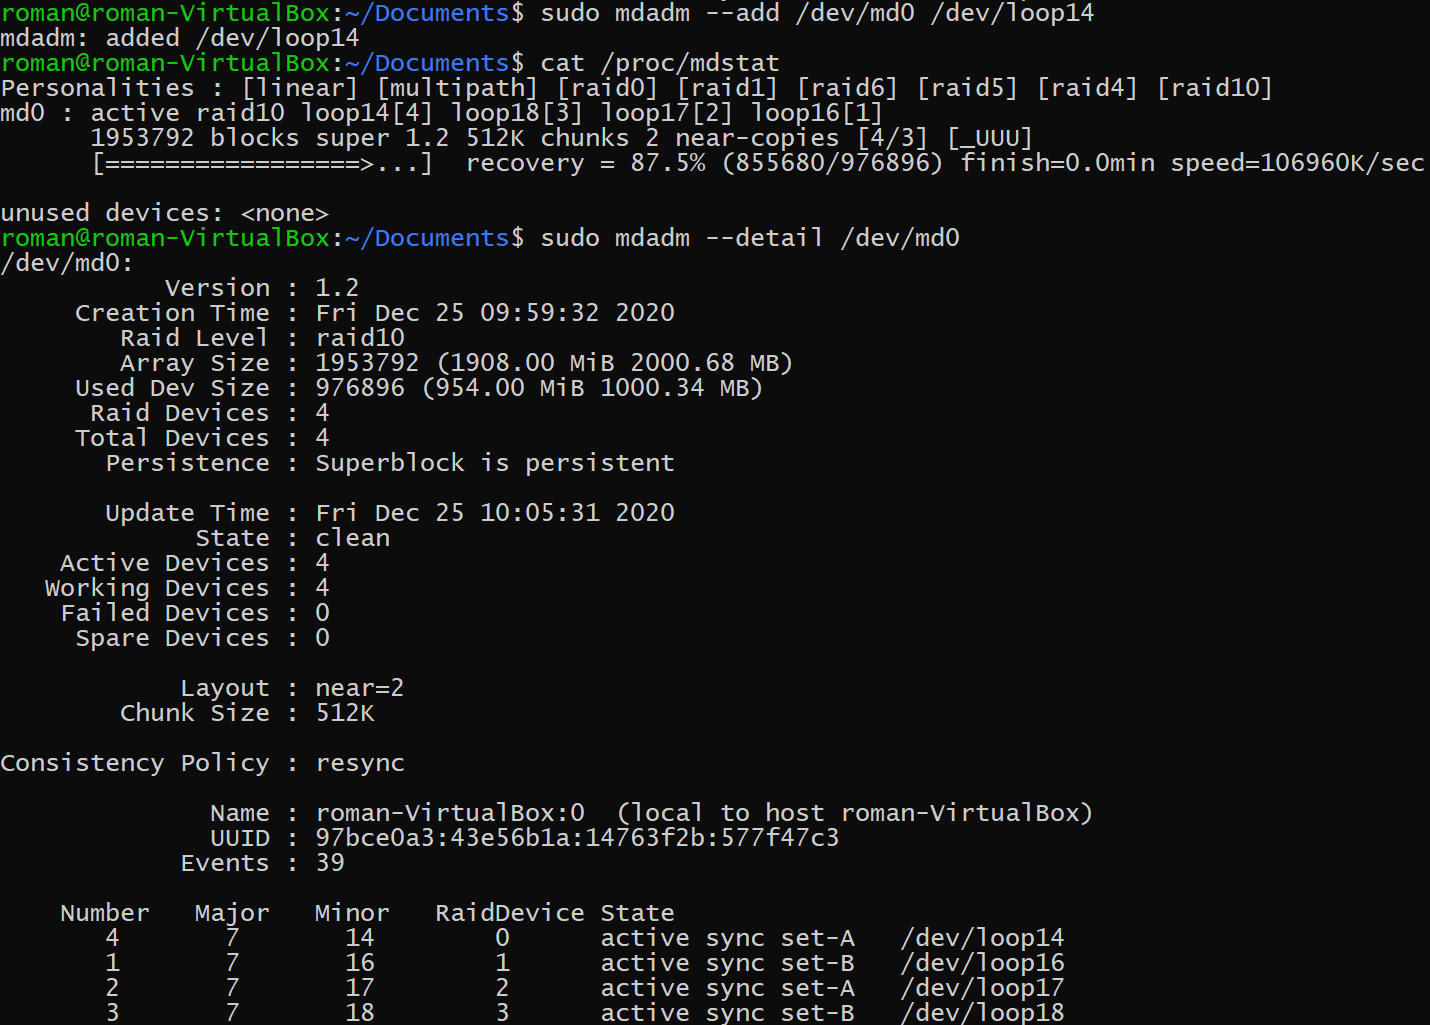 roman@roman-VirtualBox:~/Documents$ sudo mdadm --add /dev/md0 /dev/loop14
mdadm: added /dev/loop14
roman@roman-VirtualBox:~/Documents$ cat /proc/mdstat
Personalities : [linear] [multipath] [raid0] [raid1] [raid6] [raid5] [raid4] [raid10]
md0 : active raid10 loop14[4] loop18[3] loop17[2] loop16[1]
      1953792 blocks super 1.2 512K chunks 2 near-copies [4/3] [_UUU]
      [=================>...]  recovery = 87.5% (855680/976896) finish=0.0min speed=106960K/sec

unused devices: <none>
roman@roman-VirtualBox:~/Documents$ sudo mdadm --detail /dev/md0
/dev/md0:
           Version : 1.2
     Creation Time : Fri Dec 25 09:59:32 2020
        Raid Level : raid10
        Array Size : 1953792 (1908.00 MiB 2000.68 MB)
     Used Dev Size : 976896 (954.00 MiB 1000.34 MB)
      Raid Devices : 4
     Total Devices : 4
       Persistence : Superblock is persistent

       Update Time : Fri Dec 25 10:05:31 2020
             State : clean
    Active Devices : 4
   Working Devices : 4
    Failed Devices : 0
     Spare Devices : 0

            Layout : near=2
        Chunk Size : 512K

Consistency Policy : resync

              Name : roman-VirtualBox:0  (local to host roman-VirtualBox)
              UUID : 97bce0a3:43e56b1a:14763f2b:577f47c3
            Events : 39

    Number   Major   Minor   RaidDevice State
       4       7       14        0      active sync set-A   /dev/loop14
       1       7       16        1      active sync set-B   /dev/loop16
       2       7       17        2      active sync set-A   /dev/loop17
       3       7       18        3      active sync set-B   /dev/loop18